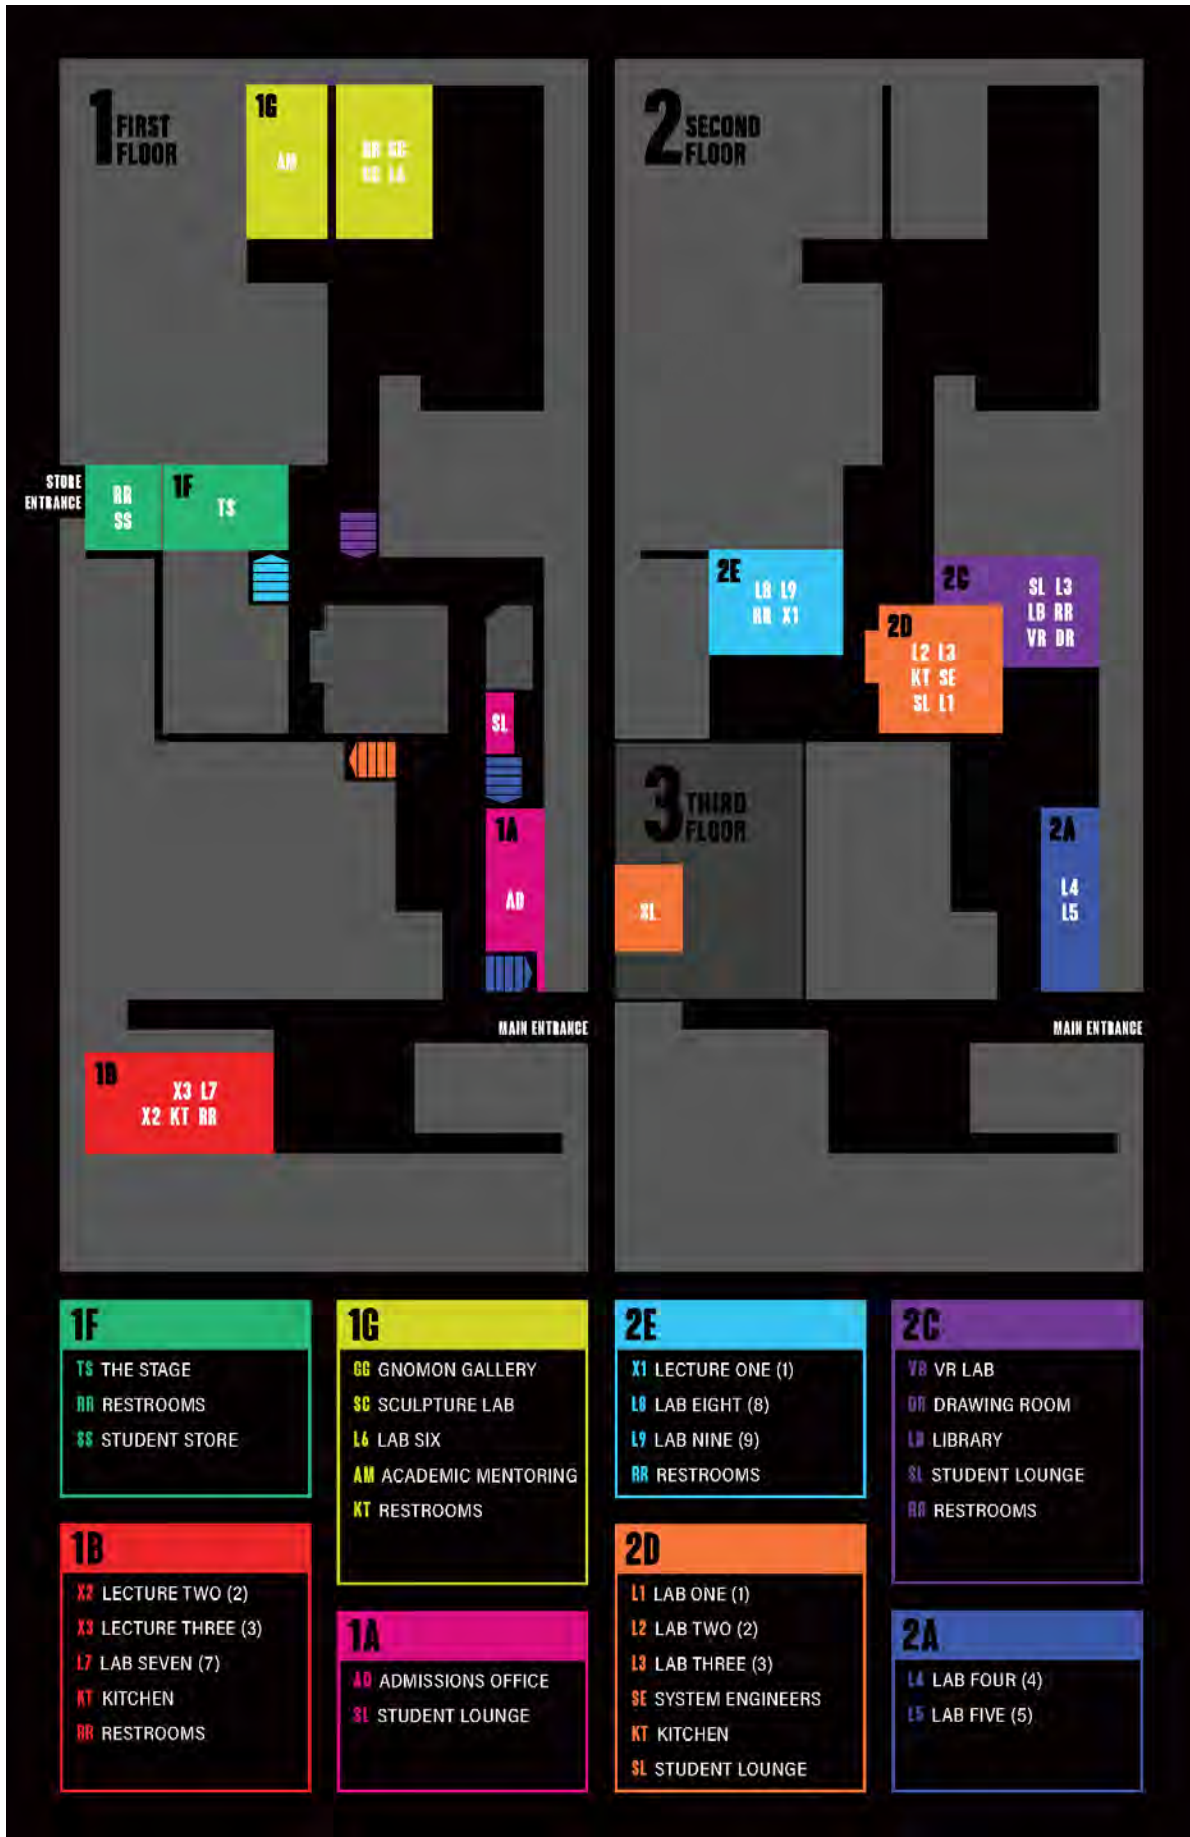 1 FIRST
FLOOR
1G
AM
RR GG
SC L6
STORE
ENTRANCE
RR
SS
1F
TS
SL
1A
AD
MAIN ENTRANCE
1B
X3 L7
X2 KT RR
2 SECOND
FLOOR
2E
L8 L9
RR X1
2C
SL L3
LB RR
VR DR
2D
L2 L3
KT SE
SL L1
3 THIRD
FLOOR
SL
2A
L4
L5
MAIN ENTRANCE
1F
TS THE STAGE
RR RESTROOMS
SS STUDENT STORE
1G
GG GNOMON GALLERY
SC SCULPTURE LAB
L6 LAB SIX
AM ACADEMIC MENTORING
KT RESTROOMS
2E
X1 LECTURE ONE (1)
L8 LAB EIGHT (8)
L9 LAB NINE (9)
RR RESTROOMS
2C
VR VR LAB
DR DRAWING ROOM
LB LIBRARY
SL STUDENT LOUNGE
RR RESTROOMS
1B
X2 LECTURE TWO (2)
X3 LECTURE THREE (3)
L7 LAB SEVEN (7)
KT KITCHEN
RR RESTROOMS
1A
AD ADMISSIONS OFFICE
SL STUDENT LOUNGE
2D
L1 LAB ONE (1)
L2 LAB TWO (2)
L3 LAB THREE (3)
SE SYSTEM ENGINEERS
KT KITCHEN
SL STUDENT LOUNGE
2A
L4 LAB FOUR (4)
L5 LAB FIVE (5)